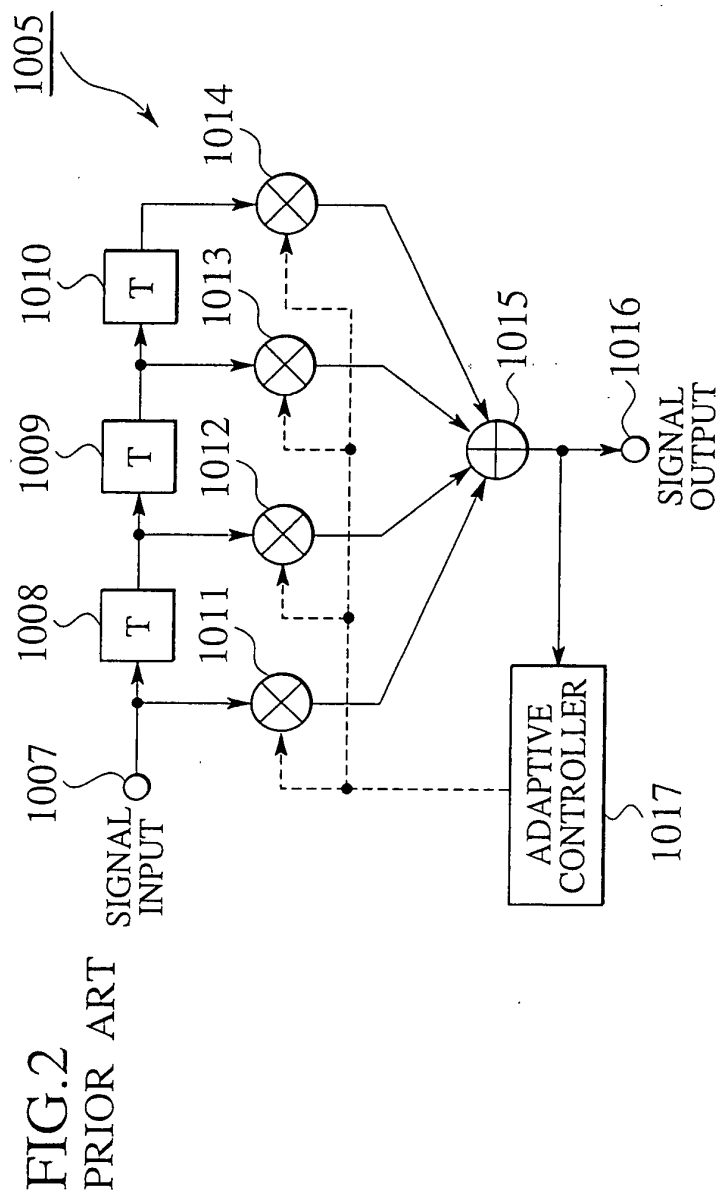 FIG.2
PRIOR ART
1005
SIGNAL
INPUT
1007
1008
T
1009
T
1010
T
1011
1012
1013
1014
1015
1016
SIGNAL
OUTPUT
ADAPTIVE
CONTROLLER
1017